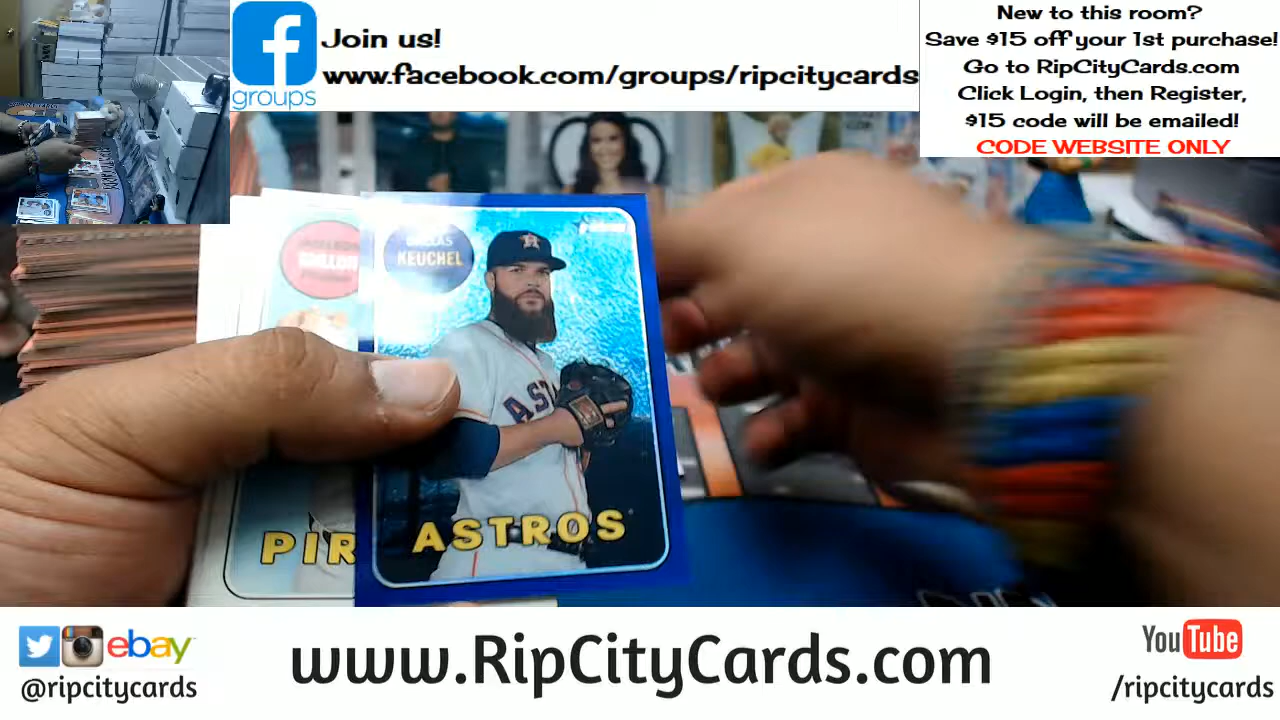 Join us!
www.facebook.com/groups/ripcitycards
groups
New to this room?
Save $15 off your 1st purchase!
Go to RipCityCards.com
Click Login, then Register,
$15 code will be emailed!
CODE WEBSITE ONLY
KEUCHEL
ASTROS
PIR
ebay
@ripcitycards
www.RipCityCards.com
YouTube
/ripcitycards